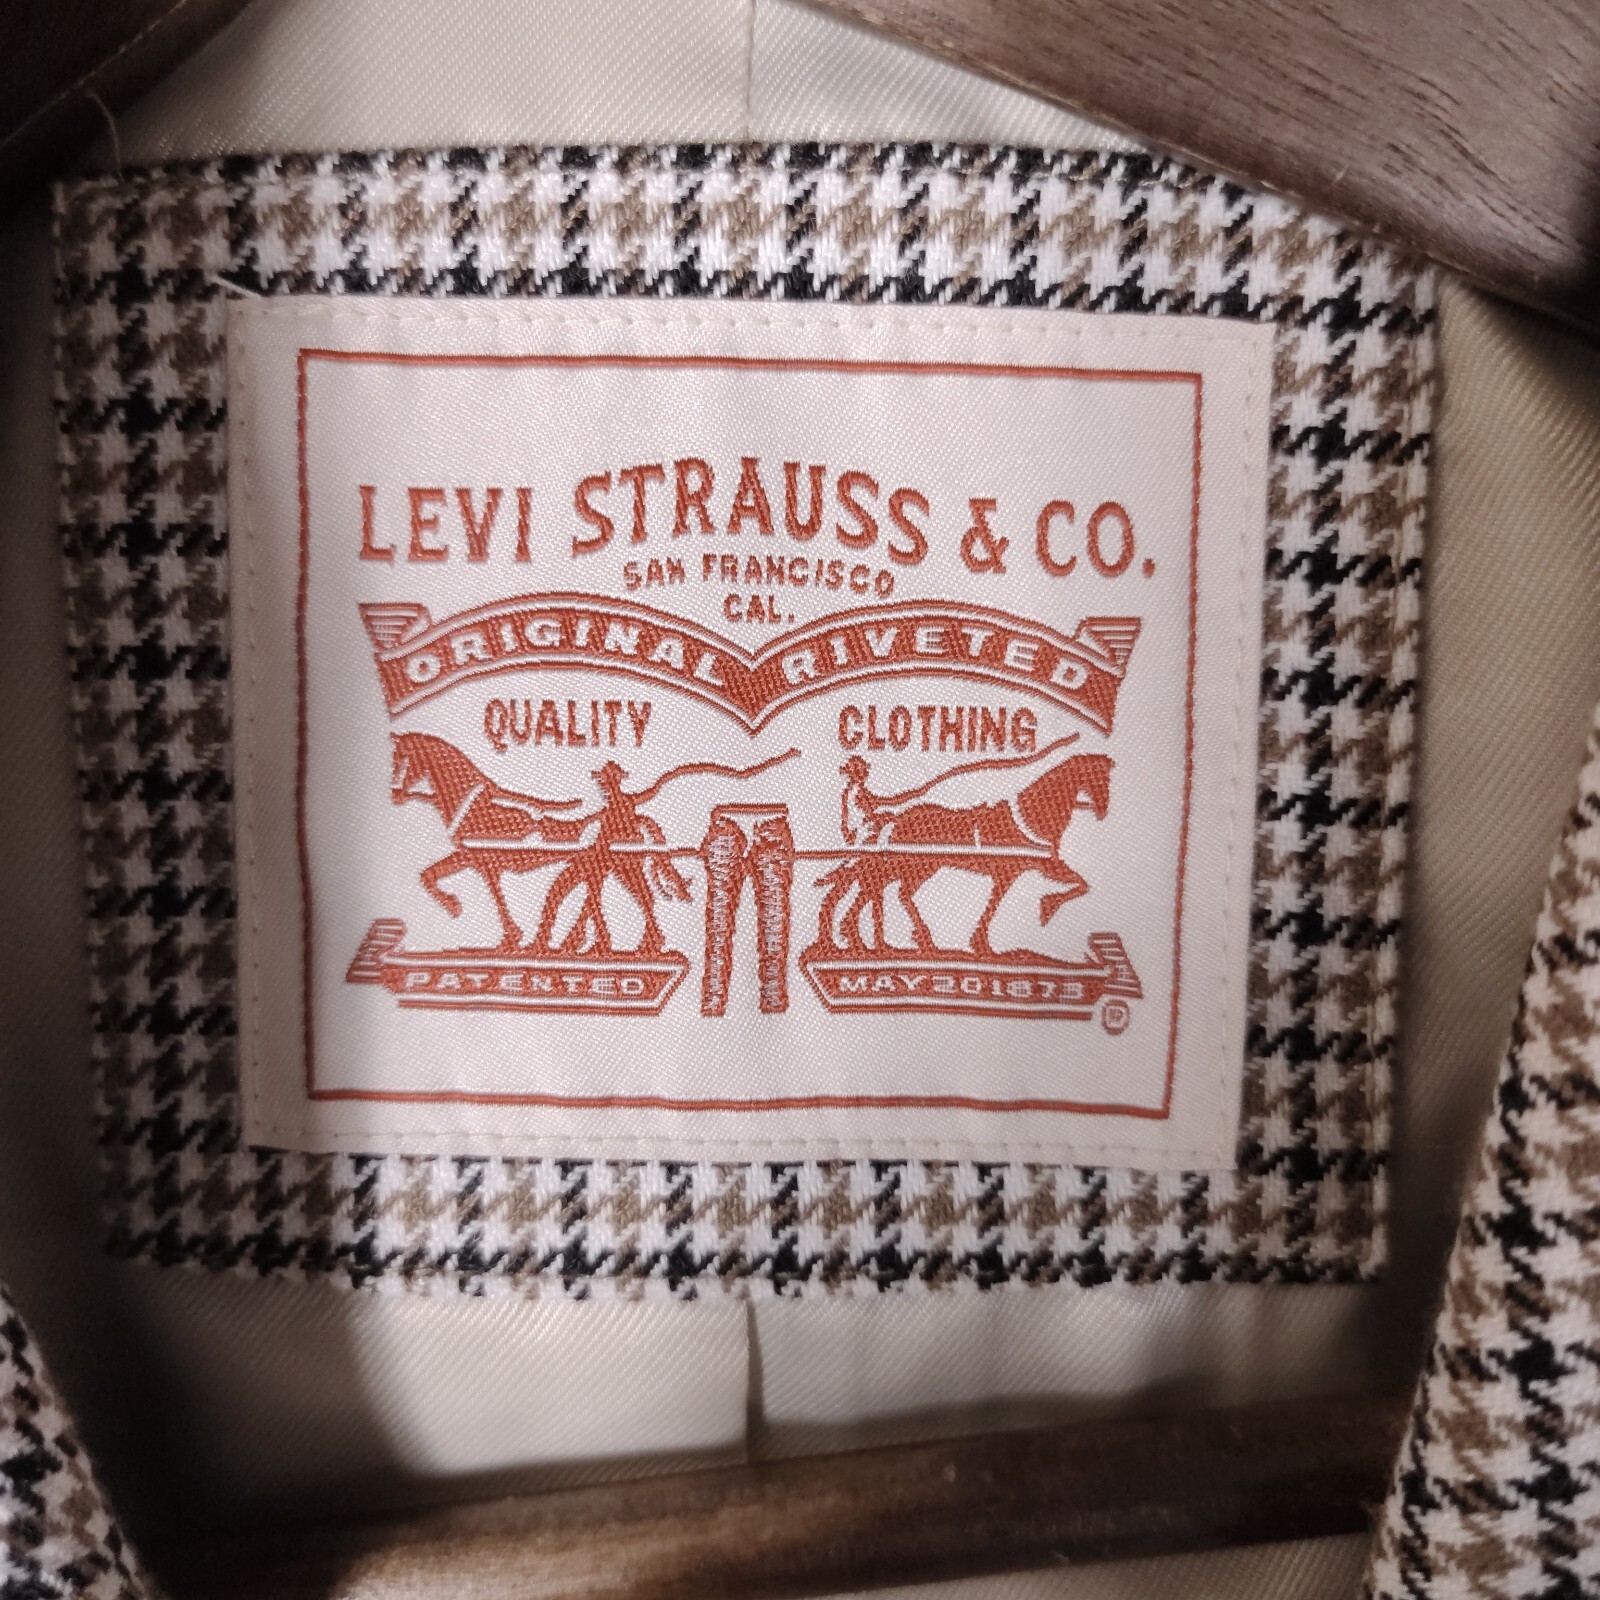 LEVI STRAUSS & CO.
SAN FRANCISCO
CAL.
ORIGINAL RIVETED
QUALITY CLOTHING
PATENTED MAY 20 1873
®